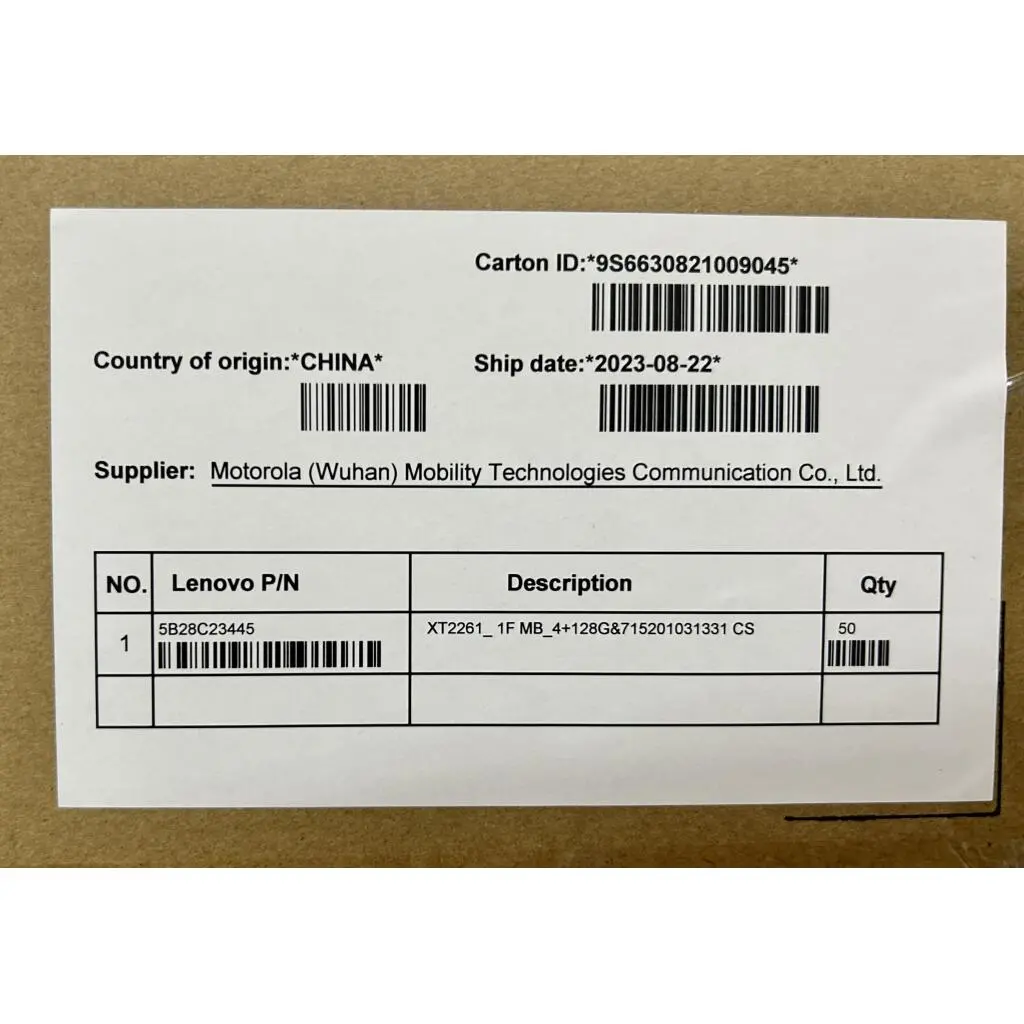 Carton ID:*9S6630821009045*
Country of origin:*CHINA* Ship date:*2023-08-22*
Supplier: Motorola (Wuhan) Mobility Technologies Communication Co., Ltd.
NO. Lenovo P/N Description Qty
1 5B28C23445 XT2261_ 1F MB_4+128G&715201031331 CS 50